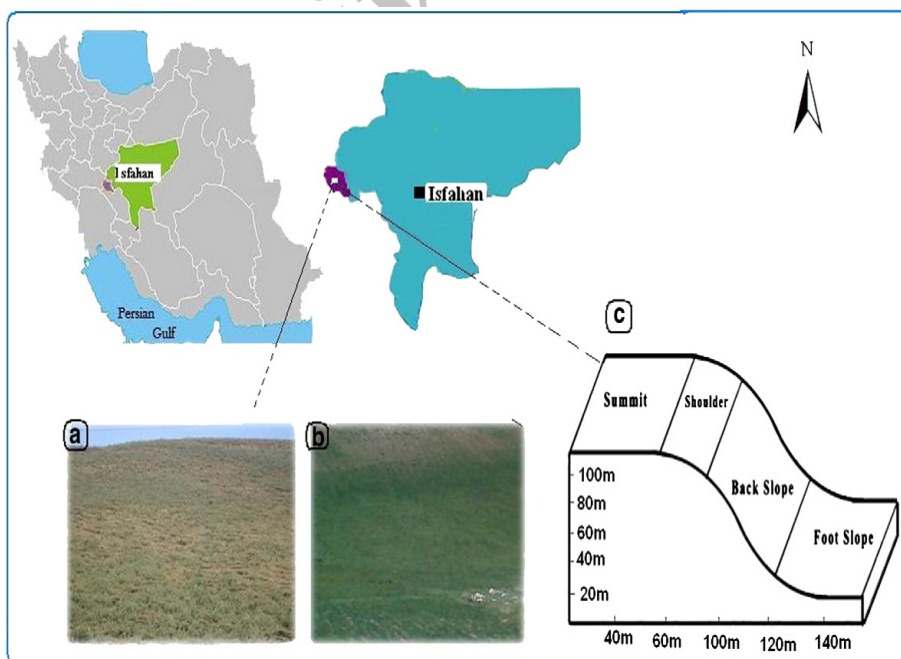 N
Isfahan
Isfahan
Persian
Gulf
c
Summit
Shoulder
Back Slope
Foot Slope
100m
80m
60m
40m
20m
40m
60m
100m
120m
140m
a
b